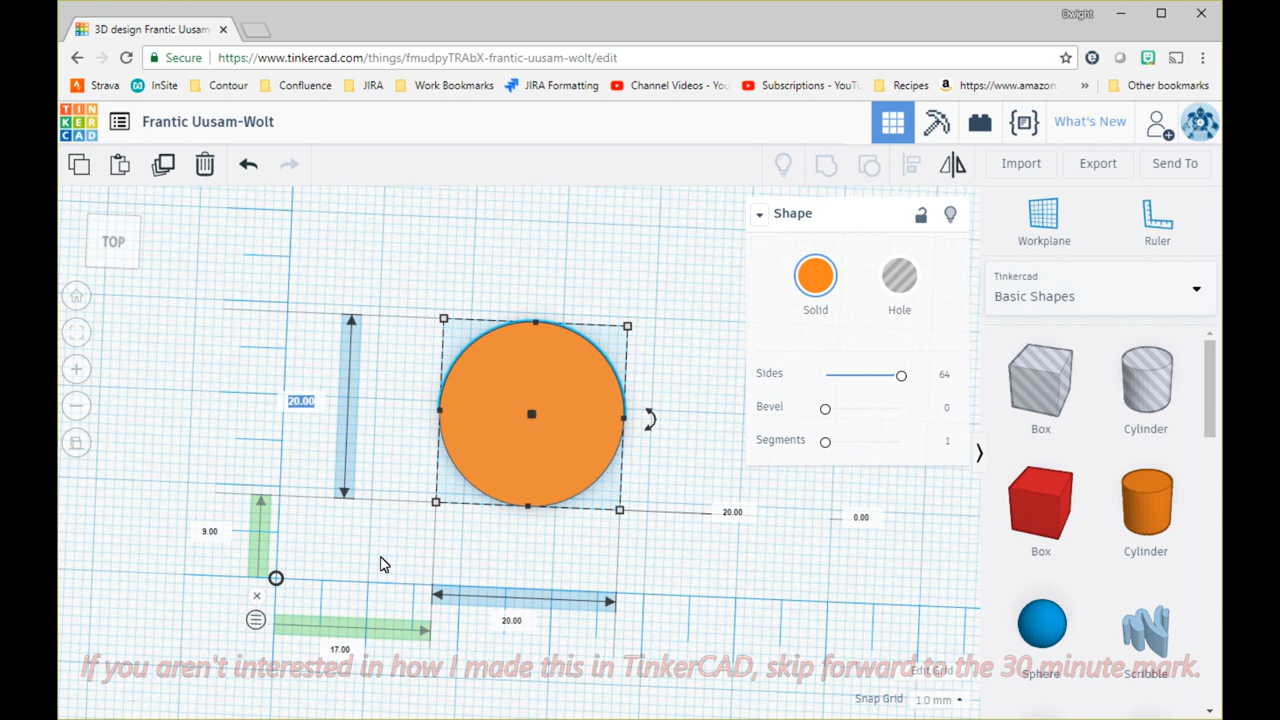 Dwight
3D design Frantic Uusam
Secure
https://www.tinkercad.com/things/fmudpyTRAbX-frantic-uusam-wolt/edit
Strava InSite Contour Confluence JIRA Work Bookmarks JIRA Formatting Channel Videos - You Subscriptions - YouT Recipes https://www.amazon. » Other bookmarks
TIN
KER
CAD
Frantic Uusam-Wolt
What's New
Import Export Send To
TOP
Shape
Solid
Hole
Sides 64
Bevel 0
Segments 1
Workplane
Ruler
Tinkercad
Basic Shapes
Box
Cylinder
Box
Cylinder
Sphere
Scribble
20.00
9.00
20.00
0.00
20.00
17.00
If you aren't interested in how I made this in TinkerCAD, skip forward to the 30 minute mark.
Edit Grid
Snap Grid 1.0 mm